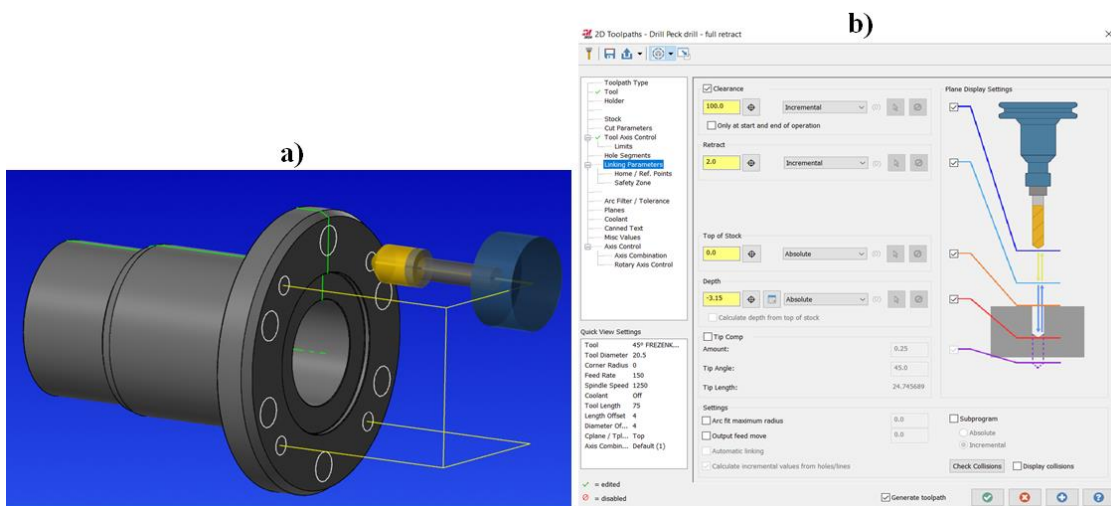 a)
b)
2D Toolpaths - Drill Peck drill - full retract
Toolpath Type
Tool
Holder
Stock
Cut Parameters
Tool Axis Control
Limits
Hole Segments
Linking Parameters
Home / Ref. Points
Safety Zone
Arc Filter / Tolerance
Planes
Coolant
Canned Text
Misc Values
Axis Control
Axis Combination
Rotary Axis Control
Quick View Settings
Tool 45° FREZENK...
Tool Diameter 20.5
Corner Radius 0
Feed Rate 150
Spindle Speed 1250
Coolant Off
Tool Length 75
Length Offset 4
Diameter Of... 4
Cplane / Tpl... Top
Axis Combin... Default (1)
= edited
= disabled
Clearance
100.0 Incremental (0)
Only at start and end of operation
Retract
2.0 Incremental (0)
Top of Stock
0.0 Absolute (0)
Depth
-3.15 Absolute (0)
Calculate depth from top of stock
Tip Comp
Amount: 0.25
Tip Angle: 45.0
Tip Length: 24.745689
Settings
Arc fit maximum radius 0.0
Output feed move 0.0
Automatic linking
Calculate incremental values from holes/lines
Plane Display Settings
Subprogram
Absolute
Incremental
Check Collisions Display collisions
Generate toolpath